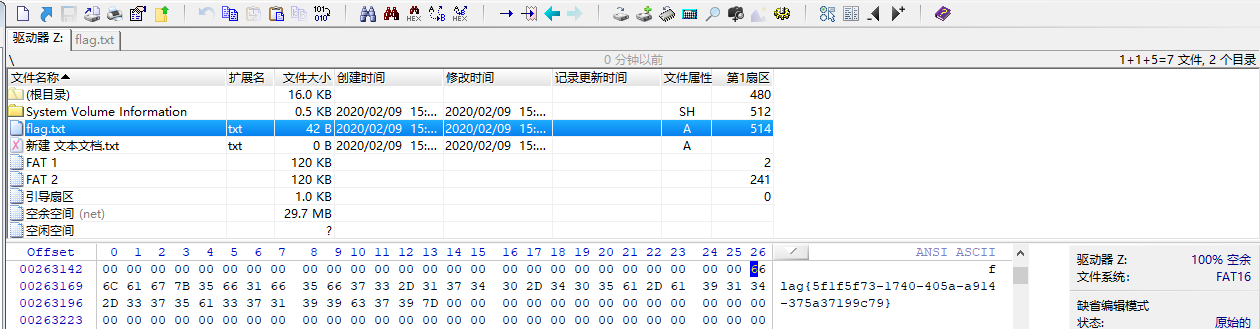 驱动器 Z: flag.txt
\ 0 分钟以前 1+1+5=7 文件, 2 个目录
文件名称 扩展名 文件大小 创建时间 修改时间 记录更新时间 文件属性 第1扇区
(根目录) 16.0 KB 480
System Volume Information 0.5 KB 2020/02/09 15:... 2020/02/09 15:... SH 512
flag.txt txt 42 B 2020/02/09 15:... 2020/02/09 15:... A 514
新建 文本文档.txt txt 0 B 2020/02/09 15:... 2020/02/09 15:... A
FAT 1 120 KB 2
FAT 2 120 KB 241
引导扇区 1.0 KB 0
空余空间 (net) 29.7 MB
空闲空间 ?
Offset 0 1 2 3 4 5 6 7 8 9 10 11 12 13 14 15 16 17 18 19 20 21 22 23 24 25 26 ANSI ASCII
00263142 00 00 00 00 00 00 00 00 00 00 00 00 00 00 00 00 00 00 00 00 00 00 00 00 00 00 66 f
00263169 6C 61 67 7B 35 66 31 66 35 66 37 33 2D 31 37 34 30 2D 34 30 35 61 2D 61 39 31 34 lag{5f1f5f73-1740-405a-a914
00263196 2D 33 37 35 61 33 37 31 39 39 63 37 39 7D 00 00 00 00 00 00 00 00 00 00 00 00 00 -375a37199c79}
00263223 00 00 00 00 00 00 00 00 00 00 00 00 00 00 00 00 00 00 00 00 00 00 00 00 00 00 00
驱动器 Z: 100% 空余
文件系统: FAT16
缺省编辑模式
状态: 原始的